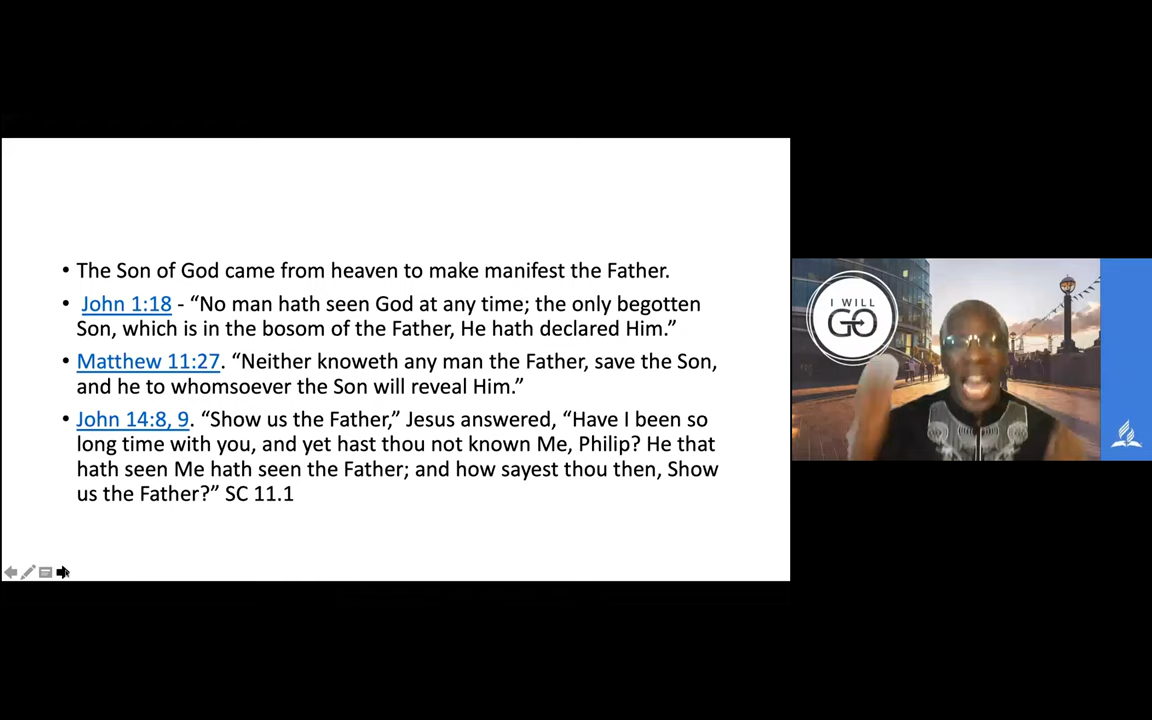 • The Son of God came from heaven to make manifest the Father.
• John 1:18 - “No man hath seen God at any time; the only begotten
Son, which is in the bosom of the Father, He hath declared Him.”
• Matthew 11:27. “Neither knoweth any man the Father, save the Son,
and he to whomsoever the Son will reveal Him.”
• John 14:8, 9. “Show us the Father,” Jesus answered, “Have I been so
long time with you, and yet hast thou not known Me, Philip? He that
hath seen Me hath seen the Father; and how sayest thou then, Show
us the Father?” SC 11.1
I WILL
GO